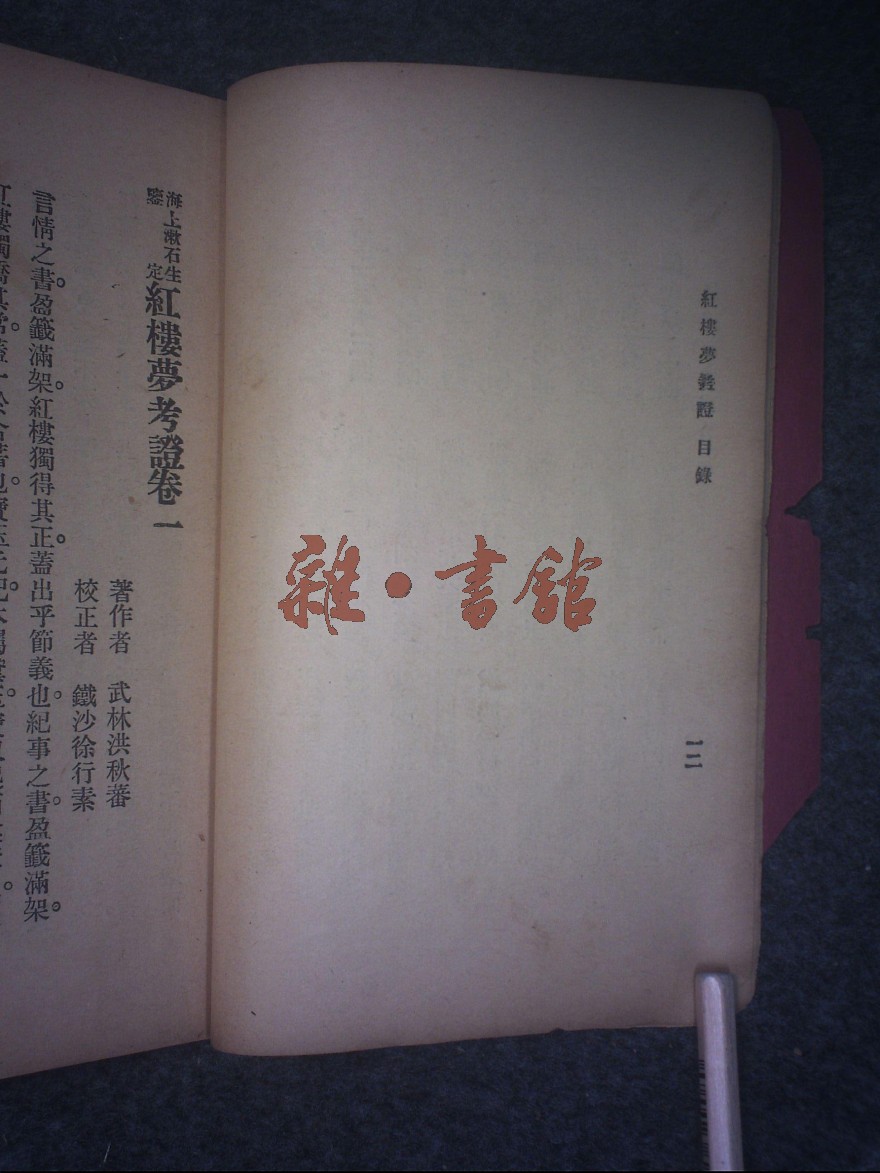 紅樓夢考證 目錄
一二
雜·書館
海上漱石生
鑒定
紅樓夢考證卷一
著作者 武林洪秋蕃
校正者 鐵沙徐行素
言情之書。盈籤滿架。紅樓獨得其正。蓋出乎節義也。紀事之書。盈籤滿架。